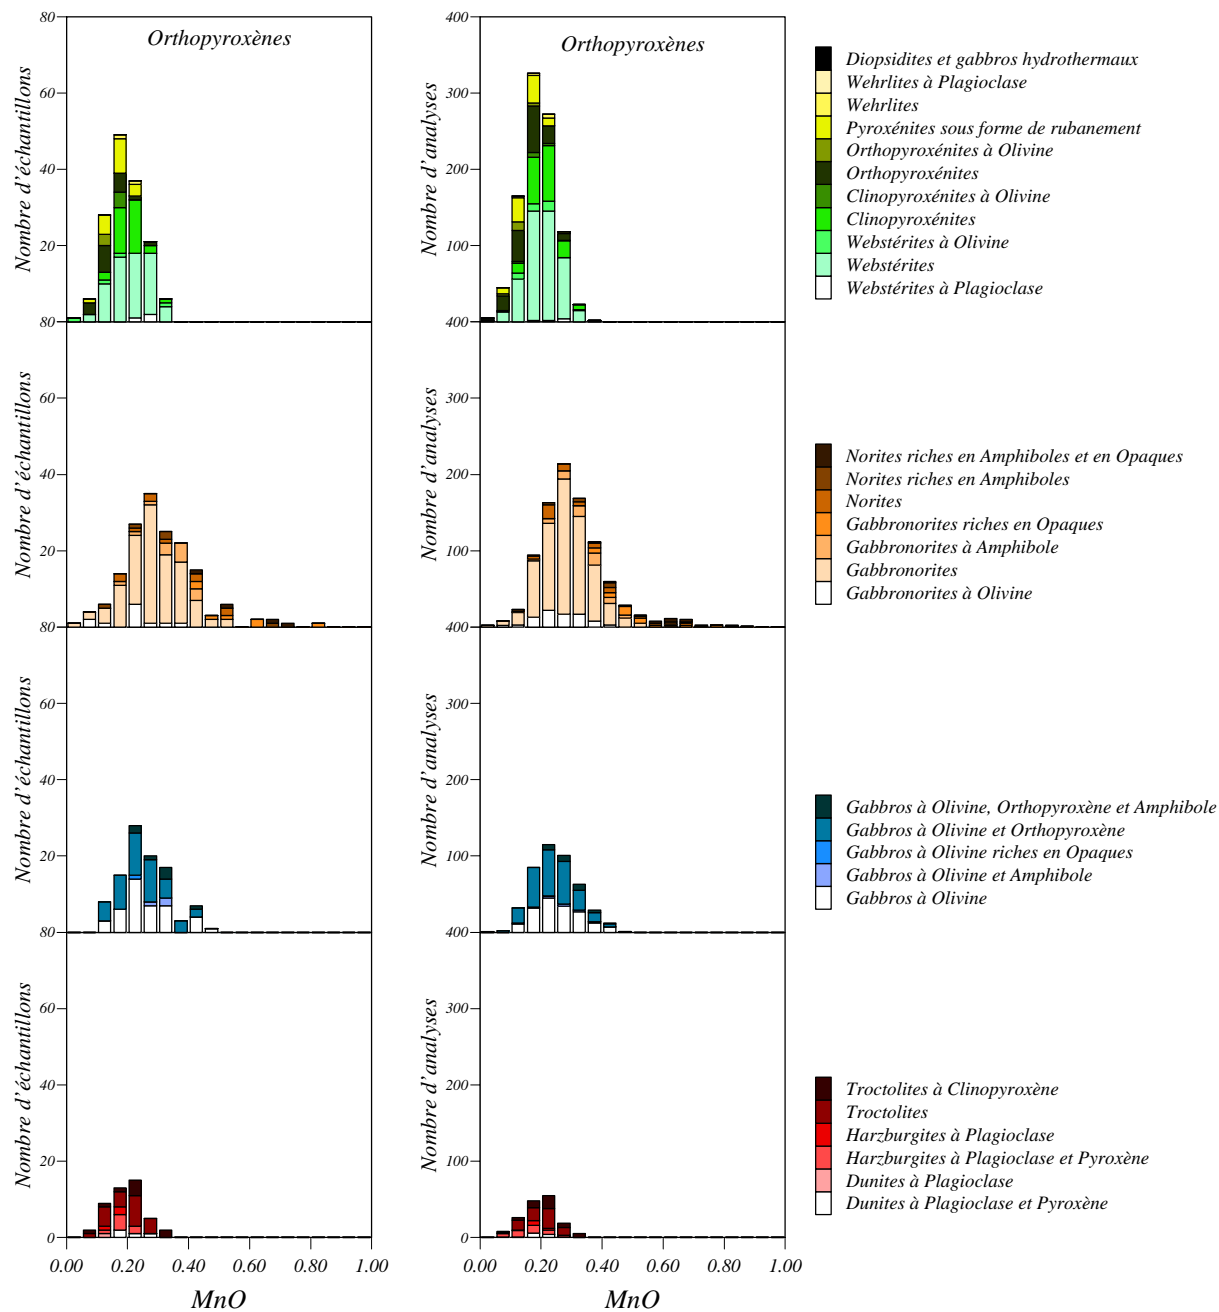 Orthopyroxènes
Nombre d'échantillons
80
60
40
20
80
60
40
20
80
60
40
20
80
60
40
20
0
Nombre d'échantillons
Nombre d'échantillons
Nombre d'échantillons
0.00 0.20 0.40 0.60 0.80 1.00
MnO
Orthopyroxènes
Nombre d'analyses
400
300
200
100
400
300
200
100
400
300
200
100
400
300
200
100
0
Nombre d'analyses
Nombre d'analyses
Nombre d'analyses
0.00 0.20 0.40 0.60 0.80 1.00
MnO
Diopsidites et gabbros hydrothermaux
Wehrlites à Plagioclase
Wehrlites
Pyroxénites sous forme de rubanement
Orthopyroxénites à Olivine
Orthopyroxénites
Clinopyroxénites à Olivine
Clinopyroxénites
Webstérites à Olivine
Webstérites
Webstérites à Plagioclase
Norites riches en Amphiboles et en Opaques
Norites riches en Amphiboles
Norites
Gabbronorites riches en Opaques
Gabbronorites à Amphibole
Gabbronorites
Gabbronorites à Olivine
Gabbros à Olivine, Orthopyroxène et Amphibole
Gabbros à Olivine et Orthopyroxène
Gabbros à Olivine riches en Opaques
Gabbros à Olivine et Amphibole
Gabbros à Olivine
Troctolites à Clinopyroxène
Troctolites
Harzburgites à Plagioclase
Harzburgites à Plagioclase et Pyroxène
Dunites à Plagioclase
Dunites à Plagioclase et Pyroxène